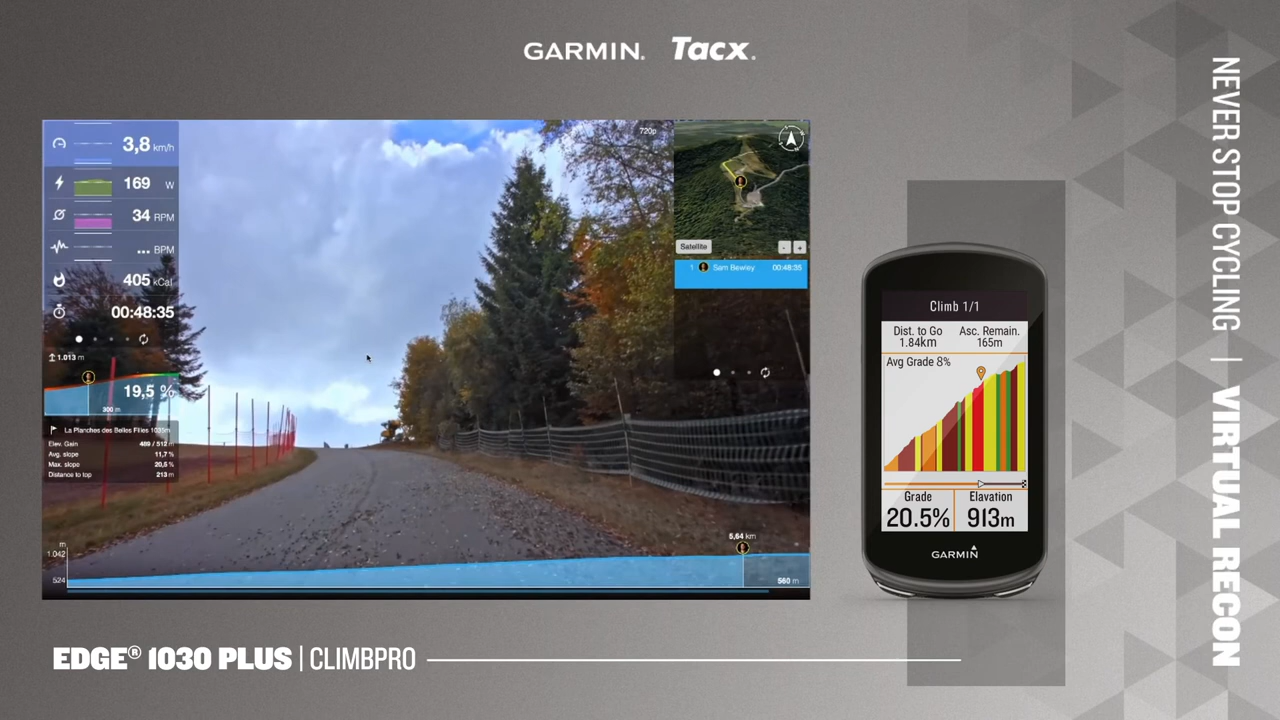 GARMIN. Tacx.
3,8 km/h
169 W
34 RPM
... BPM
405 kCal
00:48:35
1.013 m
19,5 %
300 m
La Planches des Belles Filles 1035m
Elev. Gain 489 / 512 m
Avg. slope 11,7 %
Max. slope 20,5 %
Distance to top 213 m
m
1.042
524
720p
Satellite
- +
1 Sam Bewley 00:48:35
5,64 km
560 m
Climb 1/1
Dist. to Go Asc. Remain.
1.84km 165m
Avg Grade 8%
Grade Elavation
20.5% 913m
GARMIN
EDGE® 1030 PLUS | CLIMBPRO
NEVER STOP CYCLING | VIRTUAL RECON